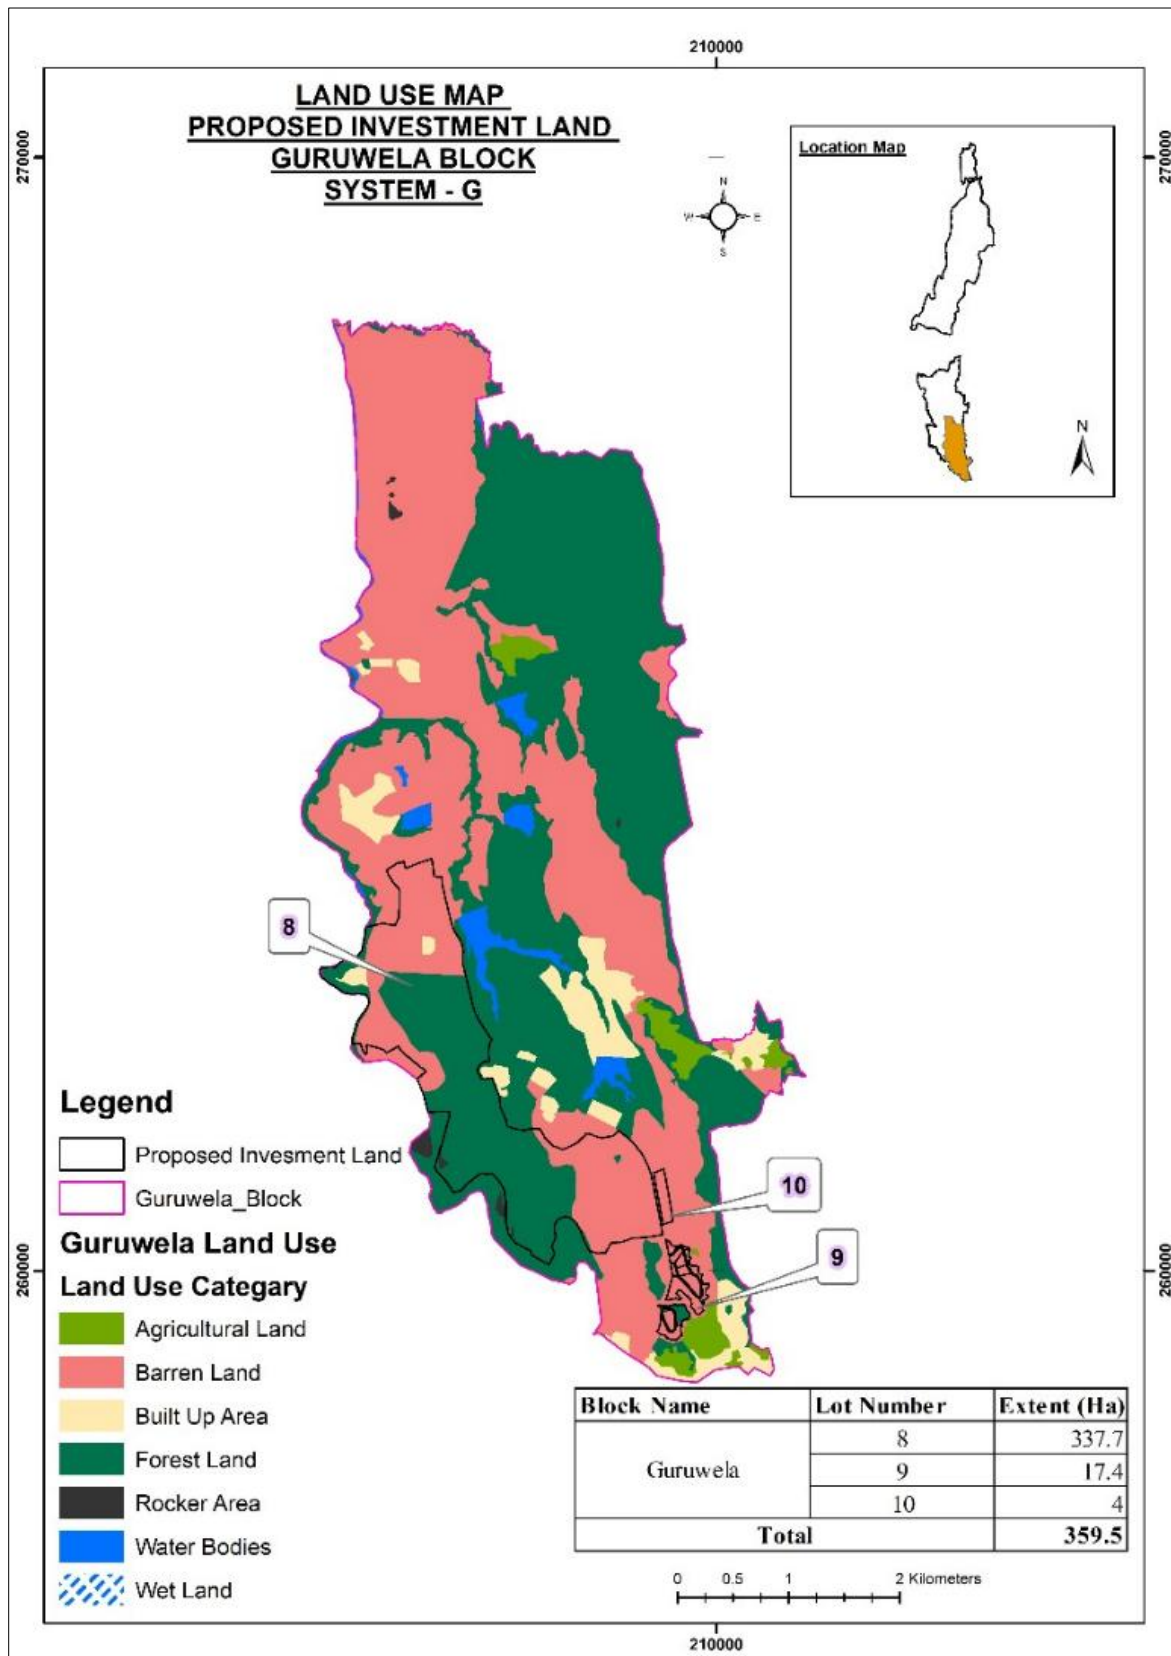 210000
LAND USE MAP
PROPOSED INVESTMENT LAND
GURUWELA BLOCK
SYSTEM - G
270000
270000
Location Map
N
W E
S
N
8
Legend
Proposed Invesment Land
Guruwela_Block
10
Guruwela Land Use
9
260000
260000
Land Use Categary
Agricultural Land
Barren Land
Built Up Area
Forest Land
Rocker Area
Water Bodies
Wet Land
Block Name Lot Number Extent (Ha)
Guruwela
8 337.7
9 17.4
10 4
Total 359.5
0 0.5 1 2 Kilometers
210000